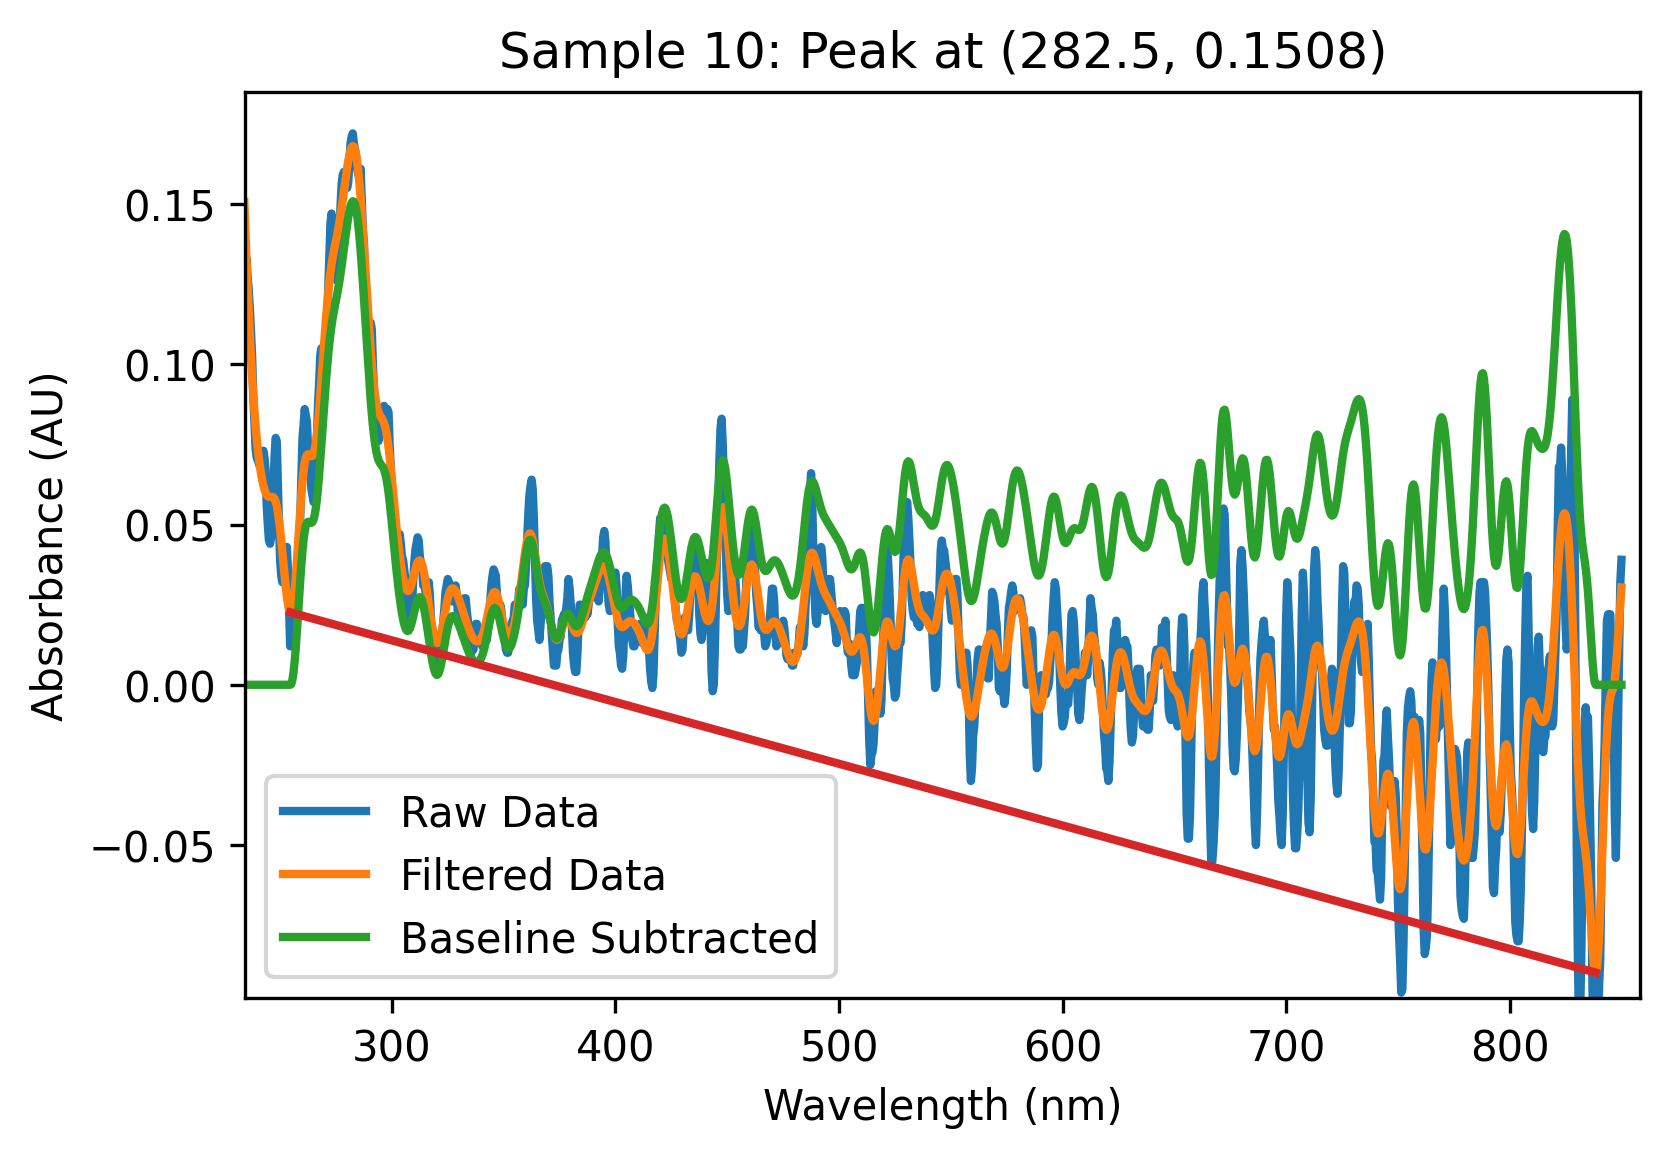 Sample 10: Peak at (282.5, 0.1508)
Absorbance (AU)
0.15
0.10
0.05
0.00
−0.05
Raw Data
Filtered Data
Baseline Subtracted
300 400 500 600 700 800
Wavelength (nm)